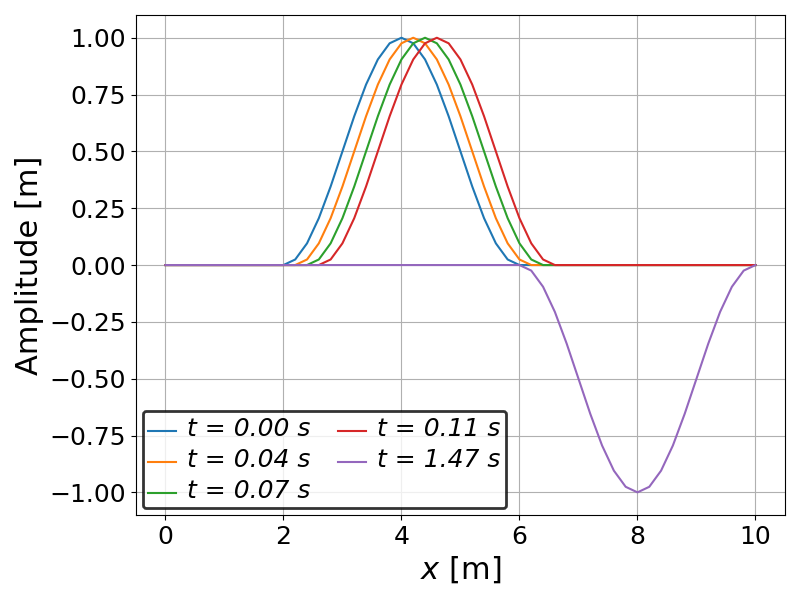 1.00
0.75
0.50
0.25
0.00
−0.25
−0.50
−0.75
−1.00
Amplitude [m]
t = 0.00 s t = 0.11 s
t = 0.04 s t = 1.47 s
t = 0.07 s
0 2 4 6 8 10
x [m]